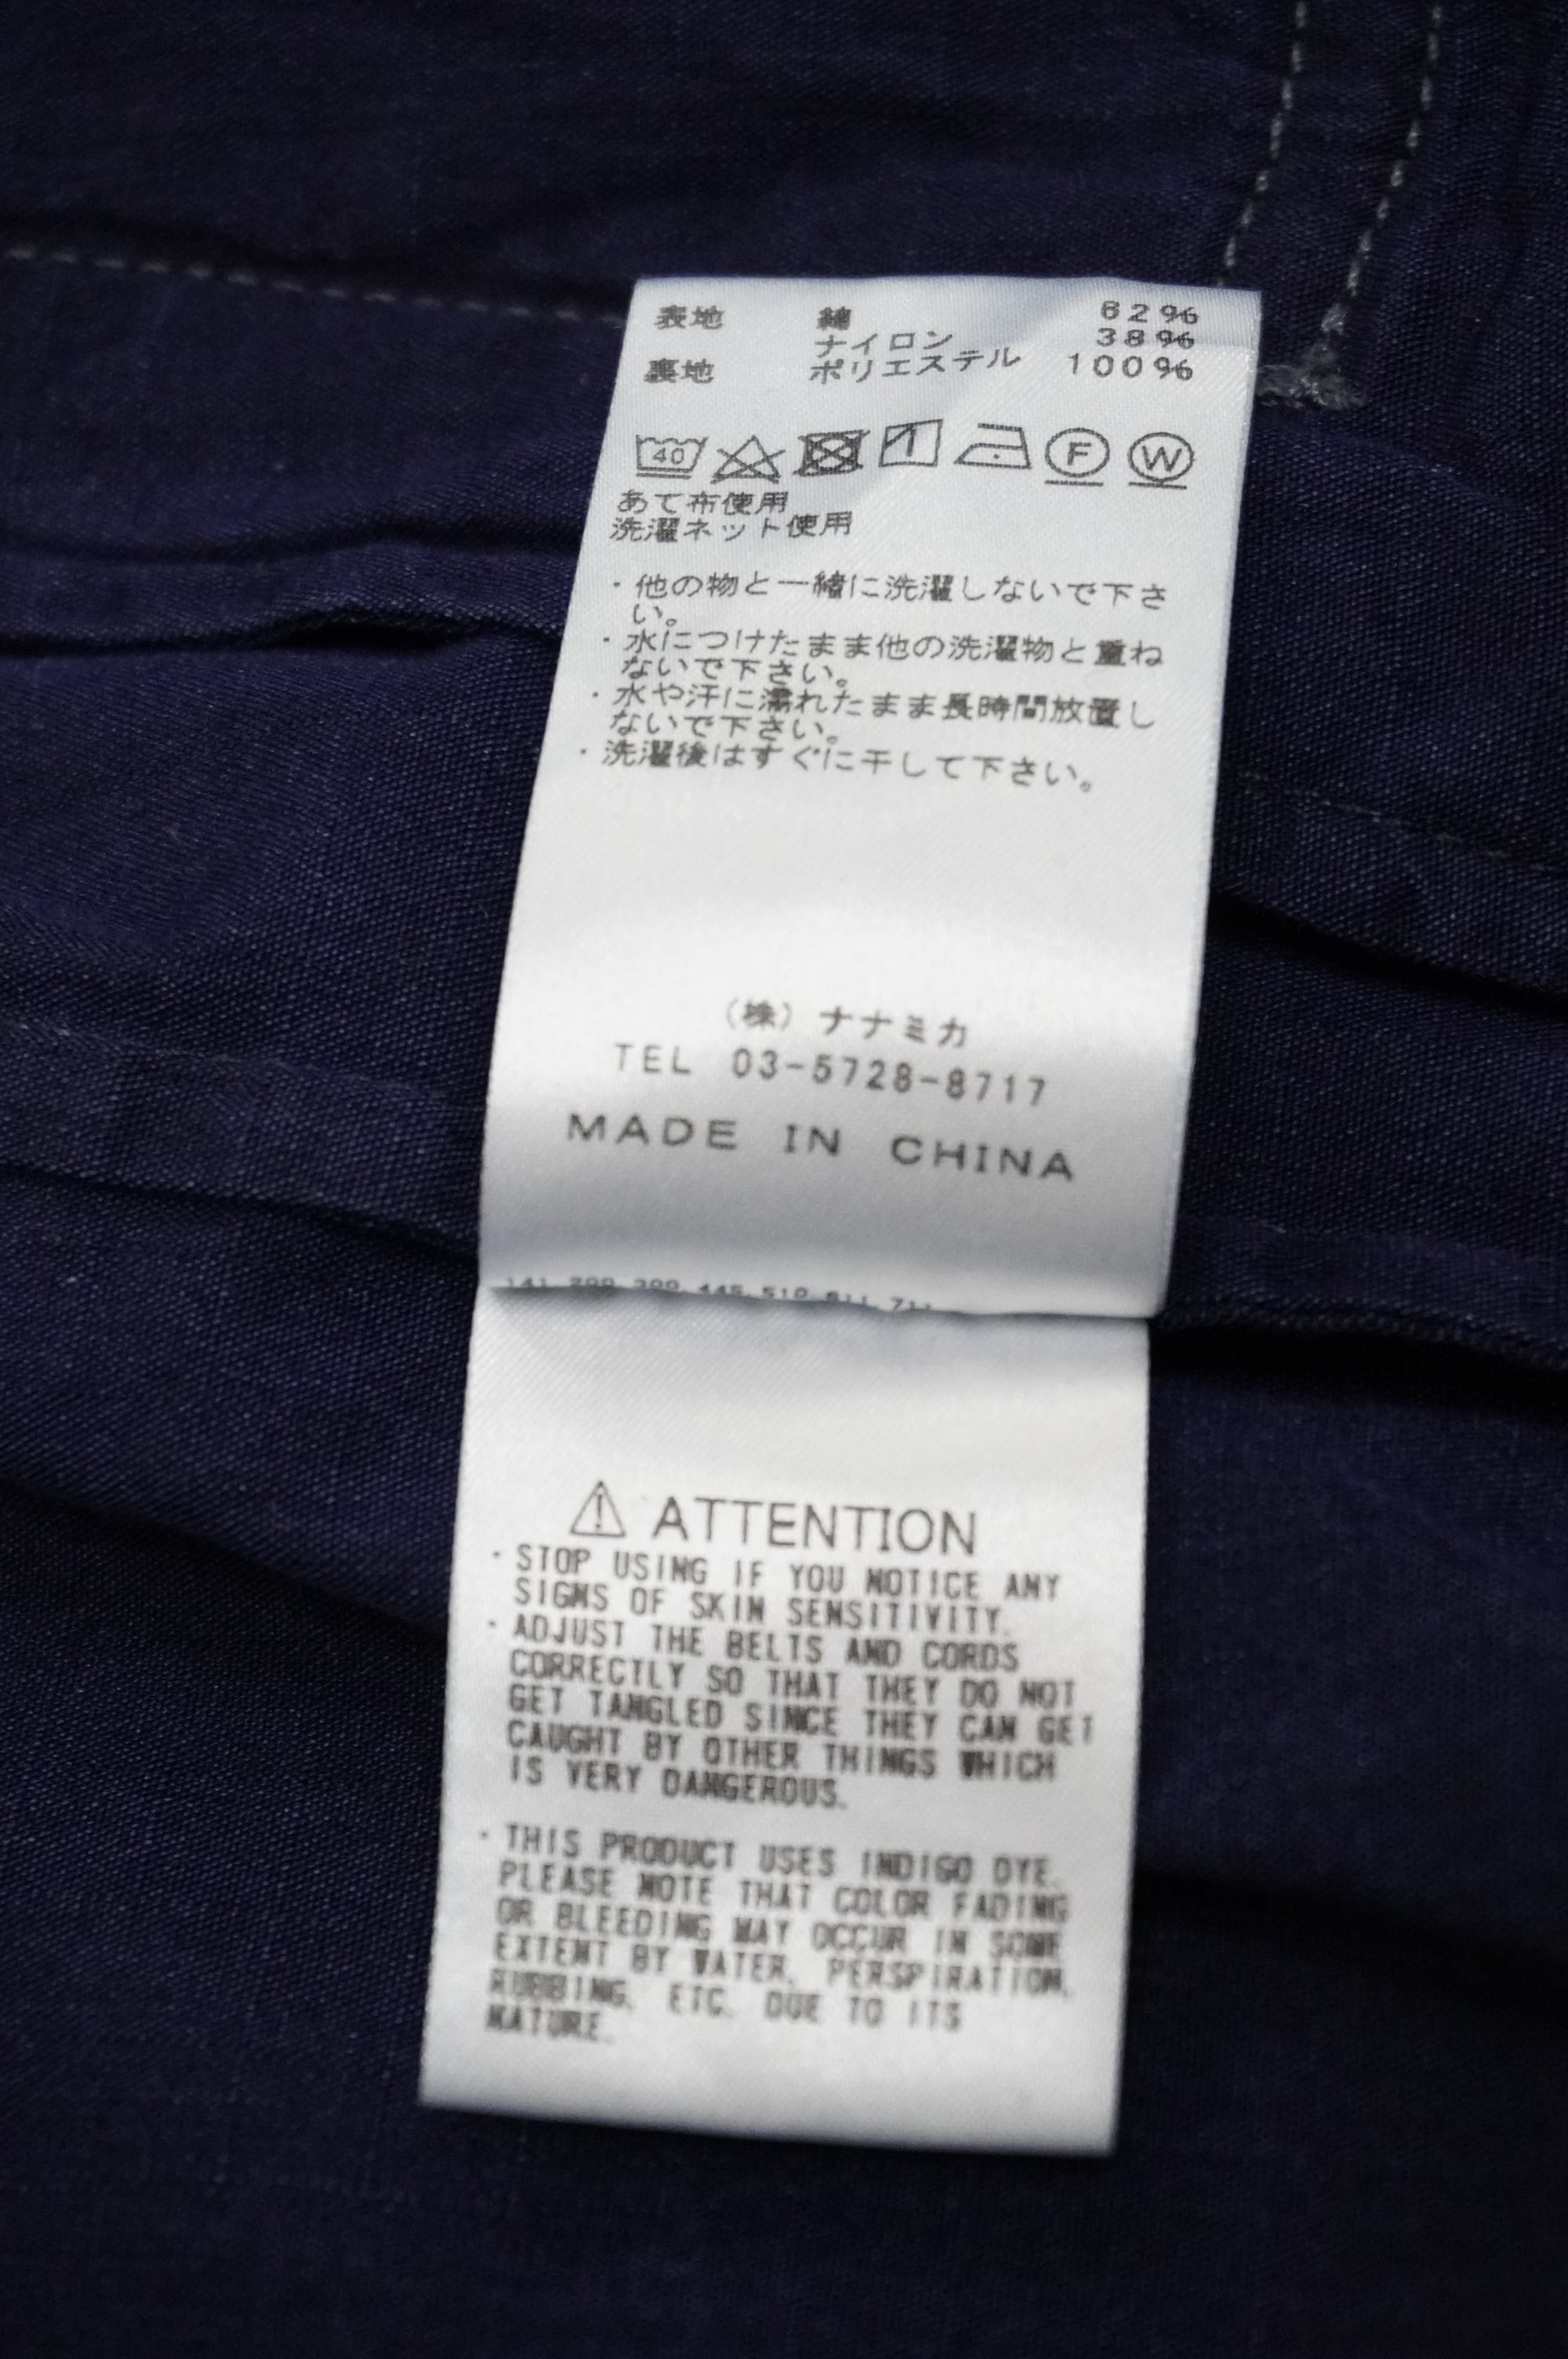 表地 綿 62%
ナイロン 38%
裏地 ポリエステル 100%
40 F W
あて布使用
洗濯ネット使用
・他の物と一緒に洗濯しないで下さ
い。
・水につけたまま他の洗濯物と重ね
ないで下さい。
・水や汗に濡れたまま長時間放置し
ないで下さい。
・洗濯後はすぐに干して下さい。
(株)ナナミカ
TEL 03-5728-8717
MADE IN CHINA
141.200.300.445.510.611.711
⚠ ATTENTION
・STOP USING IF YOU NOTICE ANY
SIGNS OF SKIN SENSITIVITY.
・ADJUST THE BELTS AND CORDS
CORRECTLY SO THAT THEY DO NOT
GET TANGLED SINCE THEY CAN GET
CAUGHT BY OTHER THINGS WHICH
IS VERY DANGEROUS.
・THIS PRODUCT USES INDIGO DYE.
PLEASE NOTE THAT COLOR FADING
OR BLEEDING MAY OCCUR IN SOME
EXTENT BY WATER, PERSPIRATION,
RUBBING, ETC. DUE TO ITS
NATURE.